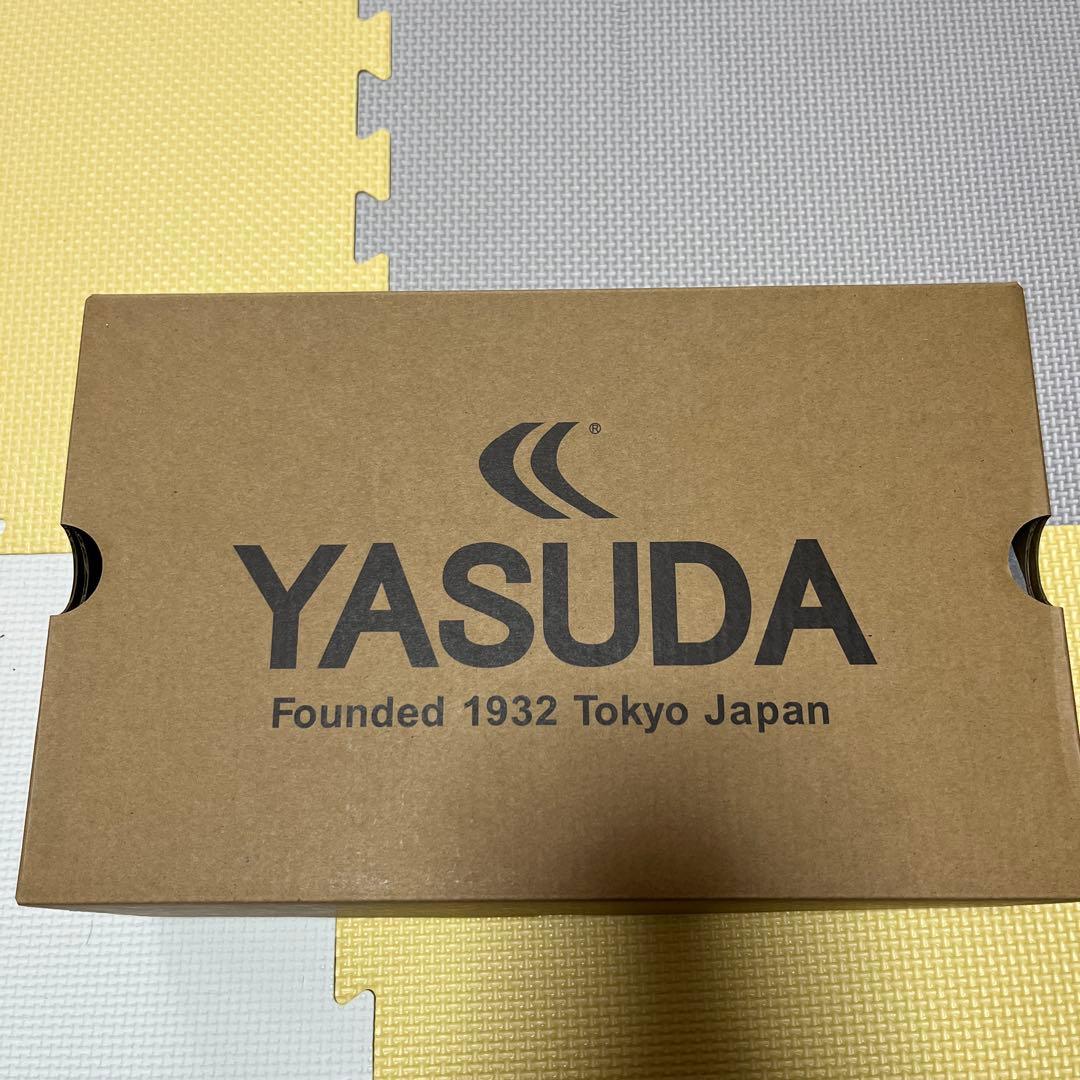 ®
YASUDA
Founded 1932 Tokyo Japan